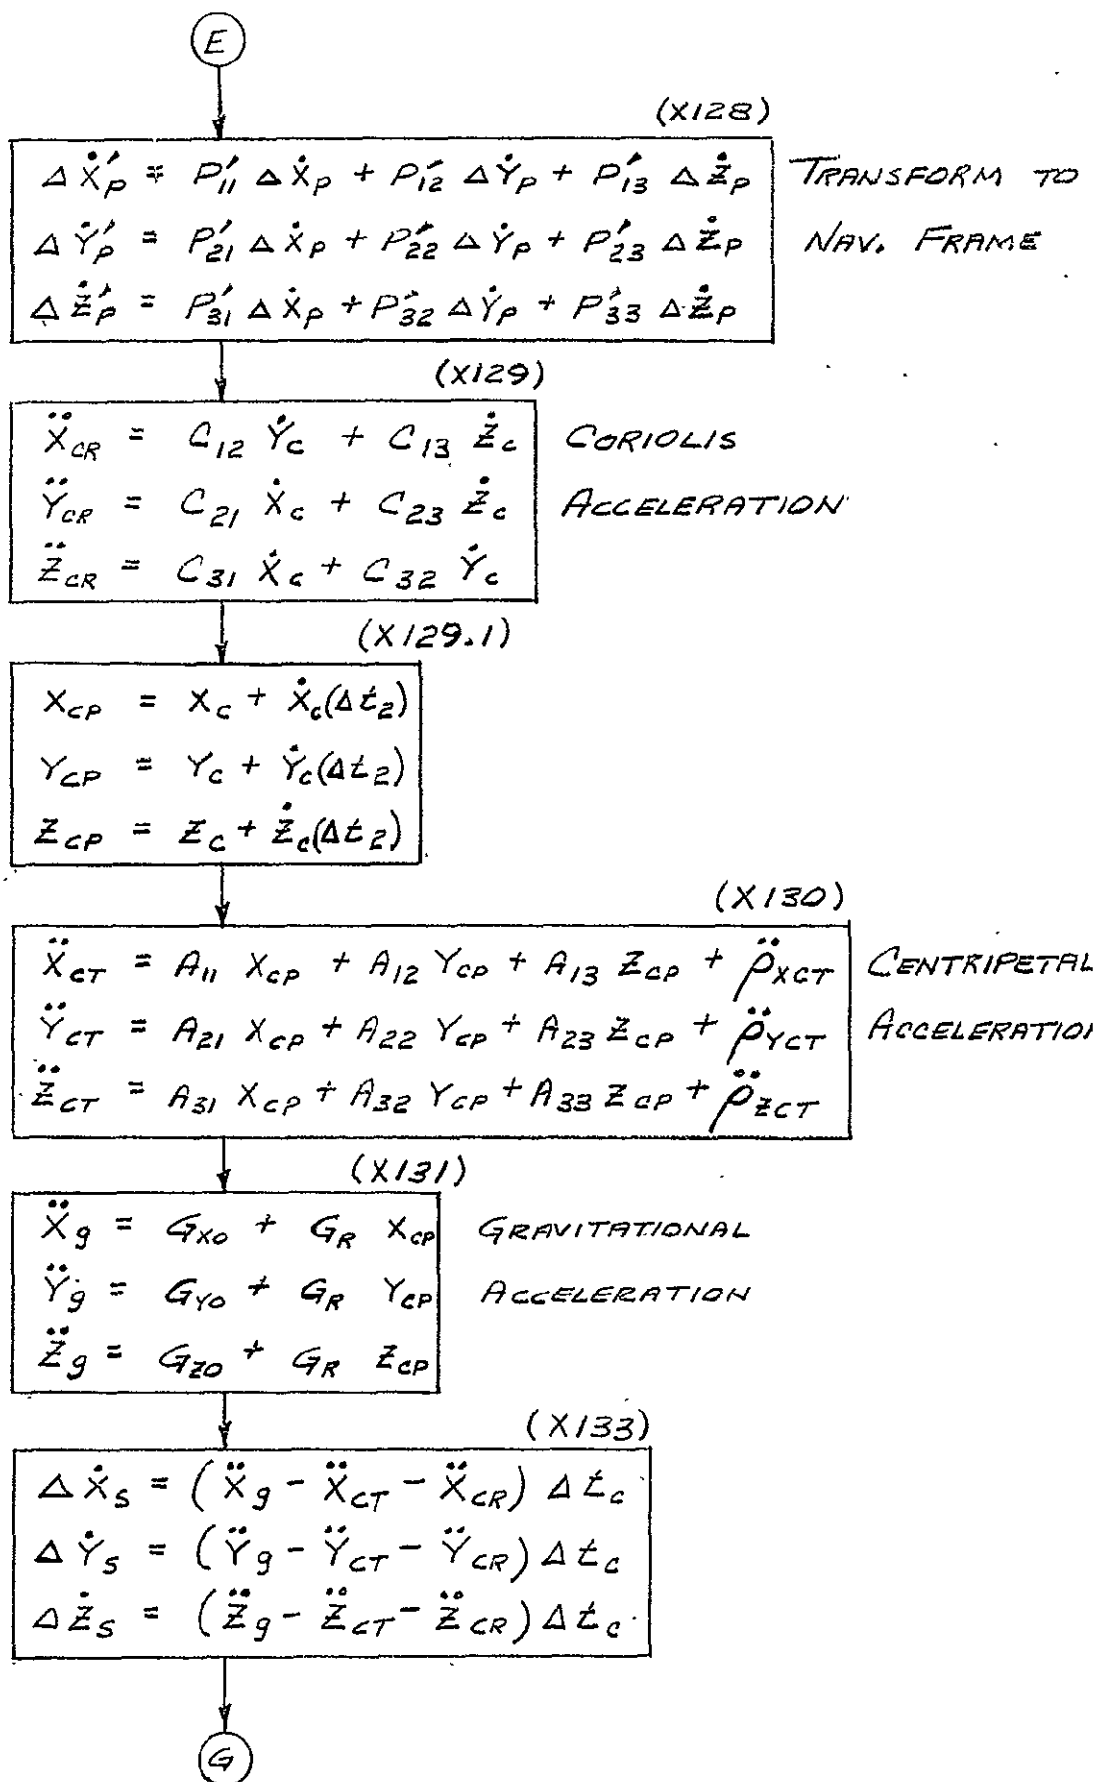 E
(X128)
ΔẊ'p = P'11 ΔẊp + P'12 ΔẎp + P'13 ΔŻp TRANSFORM TO
ΔẎ'p = P'21 ΔẊp + P'22 ΔẎp + P'23 ΔŻp NAV. FRAME
ΔŻ'p = P'31 ΔẊp + P'32 ΔẎp + P'33 ΔŻp
(X129)
ẌCR = C12 Ẏc + C13 Żc CORIOLIS
ŸCR = C21 Ẋc + C23 Żc ACCELERATION
Z̈CR = C31 Ẋc + C32 Ẏc
(X129.1)
XCP = Xc + Ẋc(Δt2)
YCP = Yc + Ẏc(Δt2)
ZCP = Zc + Żc(Δt2)
(X130)
ẌCT = A11 XCP + A12 YCP + A13 ZCP + ρ̈XCT CENTRIPETAL
ŸCT = A21 XCP + A22 YCP + A23 ZCP + ρ̈YCT ACCELERATION
Z̈CT = A31 XCP + A32 YCP + A33 ZCP + ρ̈ZCT
(X131)
Ẍg = GXO + GR XCP GRAVITATIONAL
Ÿg = GYO + GR YCP ACCELERATION
Z̈g = GZO + GR ZCP
(X133)
ΔẊS = (Ẍg - ẌCT - ẌCR) Δtc
ΔẎS = (Ÿg - ŸCT - ŸCR) Δtc
ΔŻS = (Z̈g - Z̈CT - Z̈CR) Δtc
G